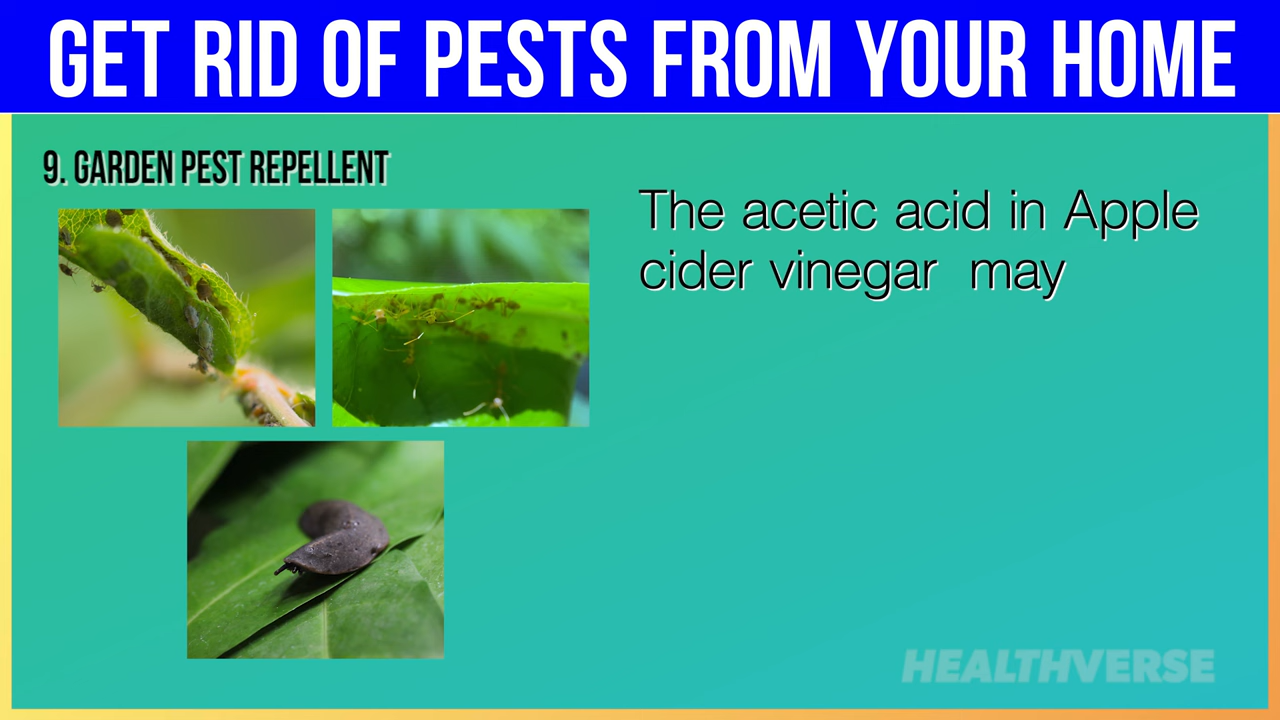 GET RID OF PESTS FROM YOUR HOME
9. GARDEN PEST REPELLENT
The acetic acid in Apple
cider vinegar  may
HEALTHVERSE